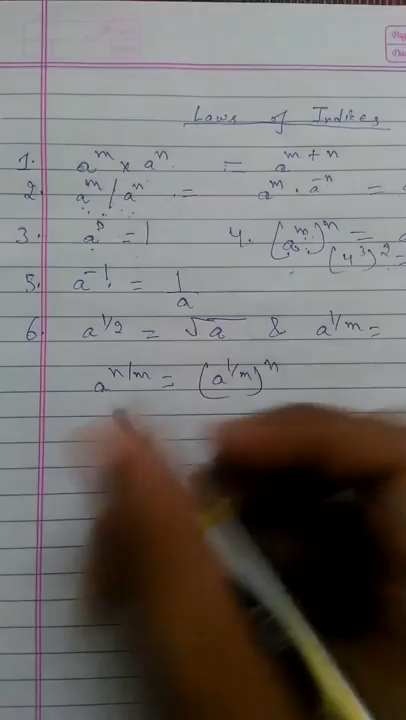 Laws of Indices
1. a^m × a^n = a^{m+n}
2. a^m / a^n = a^m · a^{-n} =
3. a^0 = 1 4. (a^m)^n =
(4^3)^2 =
5. a^{-1} = 1/a
6. a^{1/2} = √a & a^{1/m} =
a^{n/m} = (a^{1/m})^n